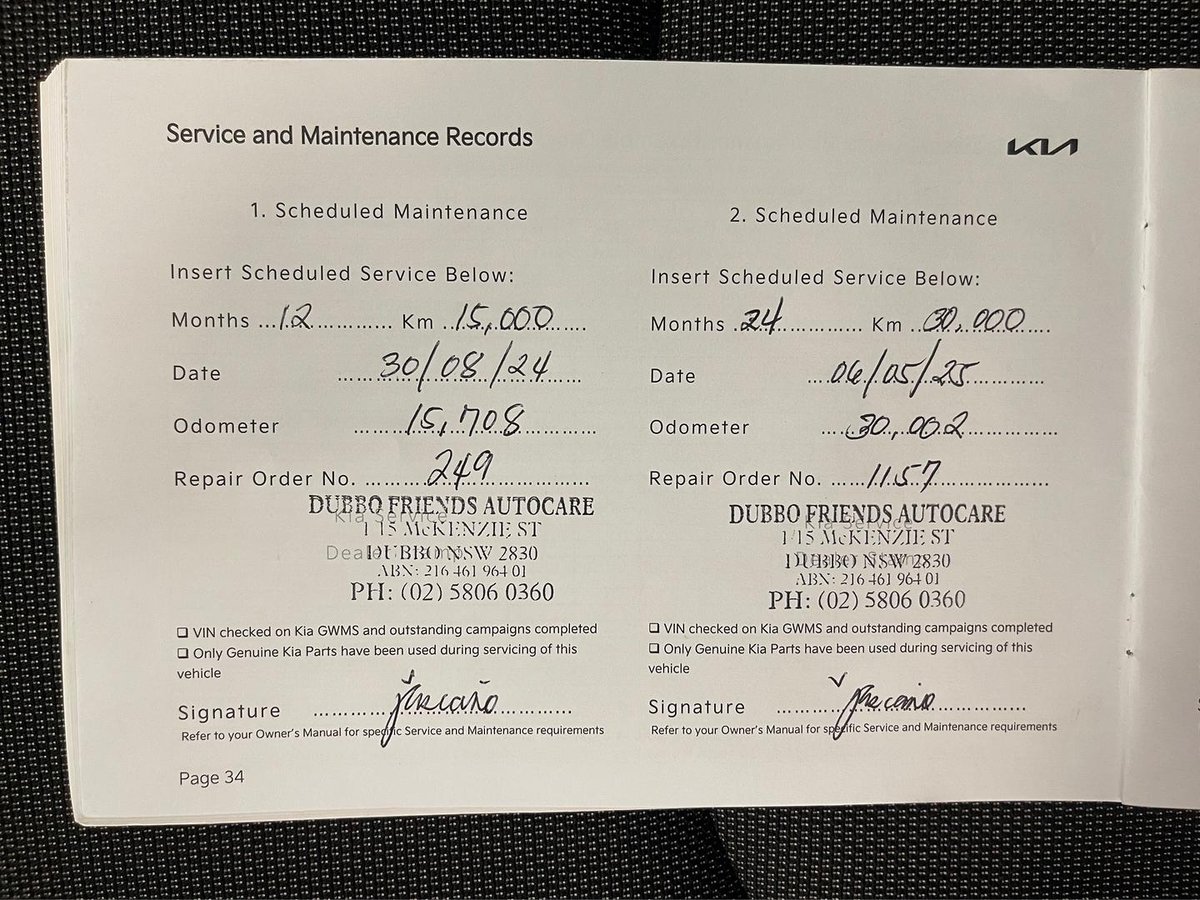 Service and Maintenance Records
KIA
1. Scheduled Maintenance
Insert Scheduled Service Below:
Months ...12............. Km ..15,000.....
Date 30/08/24
Odometer 15,708
Repair Order No. 249
Kia Service
Dealer Stamp
DUBBO FRIENDS AUTOCARE
1/15 McKENZIE ST
DUBBO NSW 2830
ABN: 216 461 964 01
PH: (02) 5806 0360
❑ VIN checked on Kia GWMS and outstanding campaigns completed
❑ Only Genuine Kia Parts have been used during servicing of this
vehicle
Signature
Refer to your Owner's Manual for specific Service and Maintenance requirements
Page 34
2. Scheduled Maintenance
Insert Scheduled Service Below:
Months 24 Km 30,000
Date 06/05/25
Odometer 30,002
Repair Order No. 1157
Kia Service
Dealer Stamp
DUBBO FRIENDS AUTOCARE
1/15 McKENZIE ST
DUBBO NSW 2830
ABN: 216 461 964 01
PH: (02) 5806 0360
❑ VIN checked on Kia GWMS and outstanding campaigns completed
❑ Only Genuine Kia Parts have been used during servicing of this
vehicle
Signature
Refer to your Owner's Manual for specific Service and Maintenance requirements